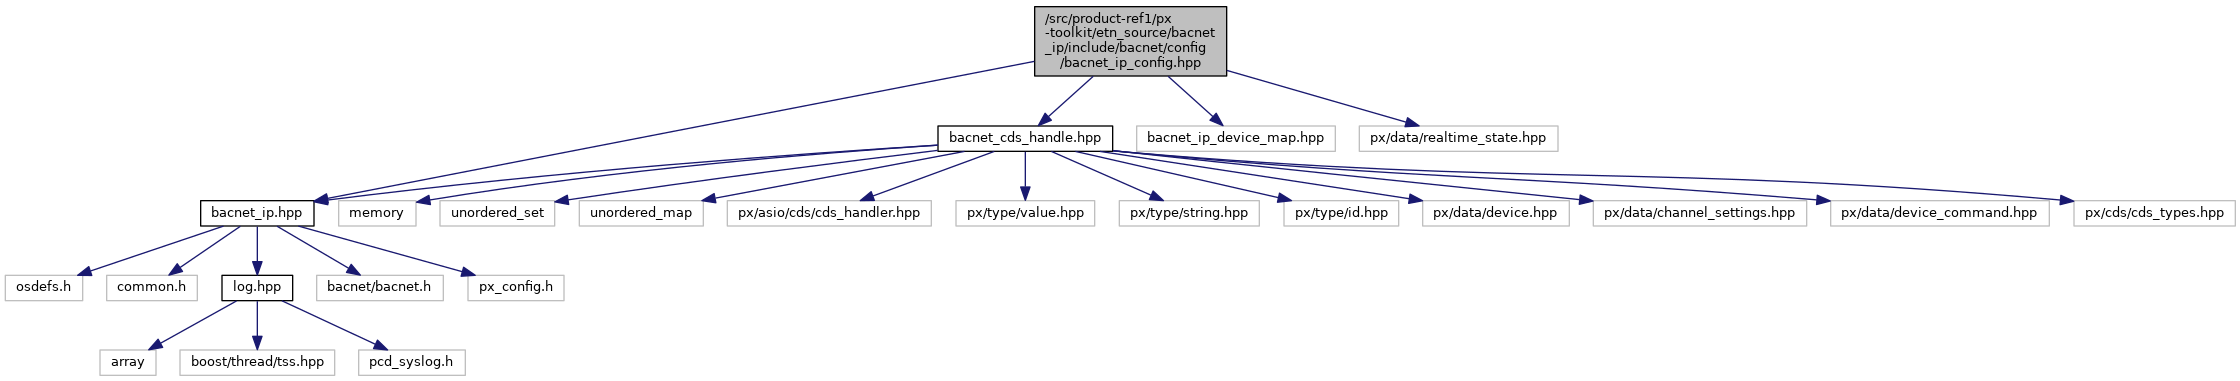 /src/product-ref1/px
-toolkit/etn_source/bacnet
_ip/include/bacnet/config
/bacnet_ip_config.hpp
bacnet_cds_handle.hpp
bacnet_ip_device_map.hpp
px/data/realtime_state.hpp
bacnet_ip.hpp
memory
unordered_set
unordered_map
px/asio/cds/cds_handler.hpp
px/type/value.hpp
px/type/string.hpp
px/type/id.hpp
px/data/device.hpp
px/data/channel_settings.hpp
px/data/device_command.hpp
px/cds/cds_types.hpp
osdefs.h
common.h
log.hpp
bacnet/bacnet.h
px_config.h
array
boost/thread/tss.hpp
pcd_syslog.h